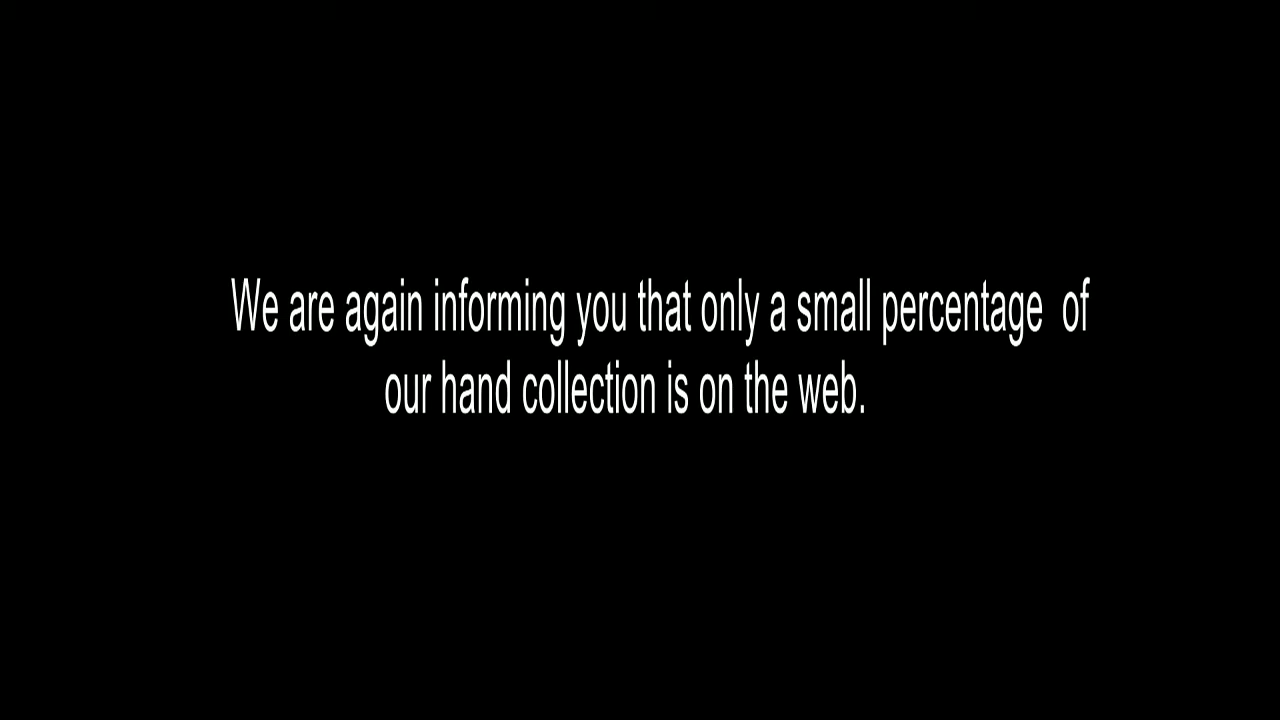 We are again informing you that only a small percentage  of
our hand collection is on the web.